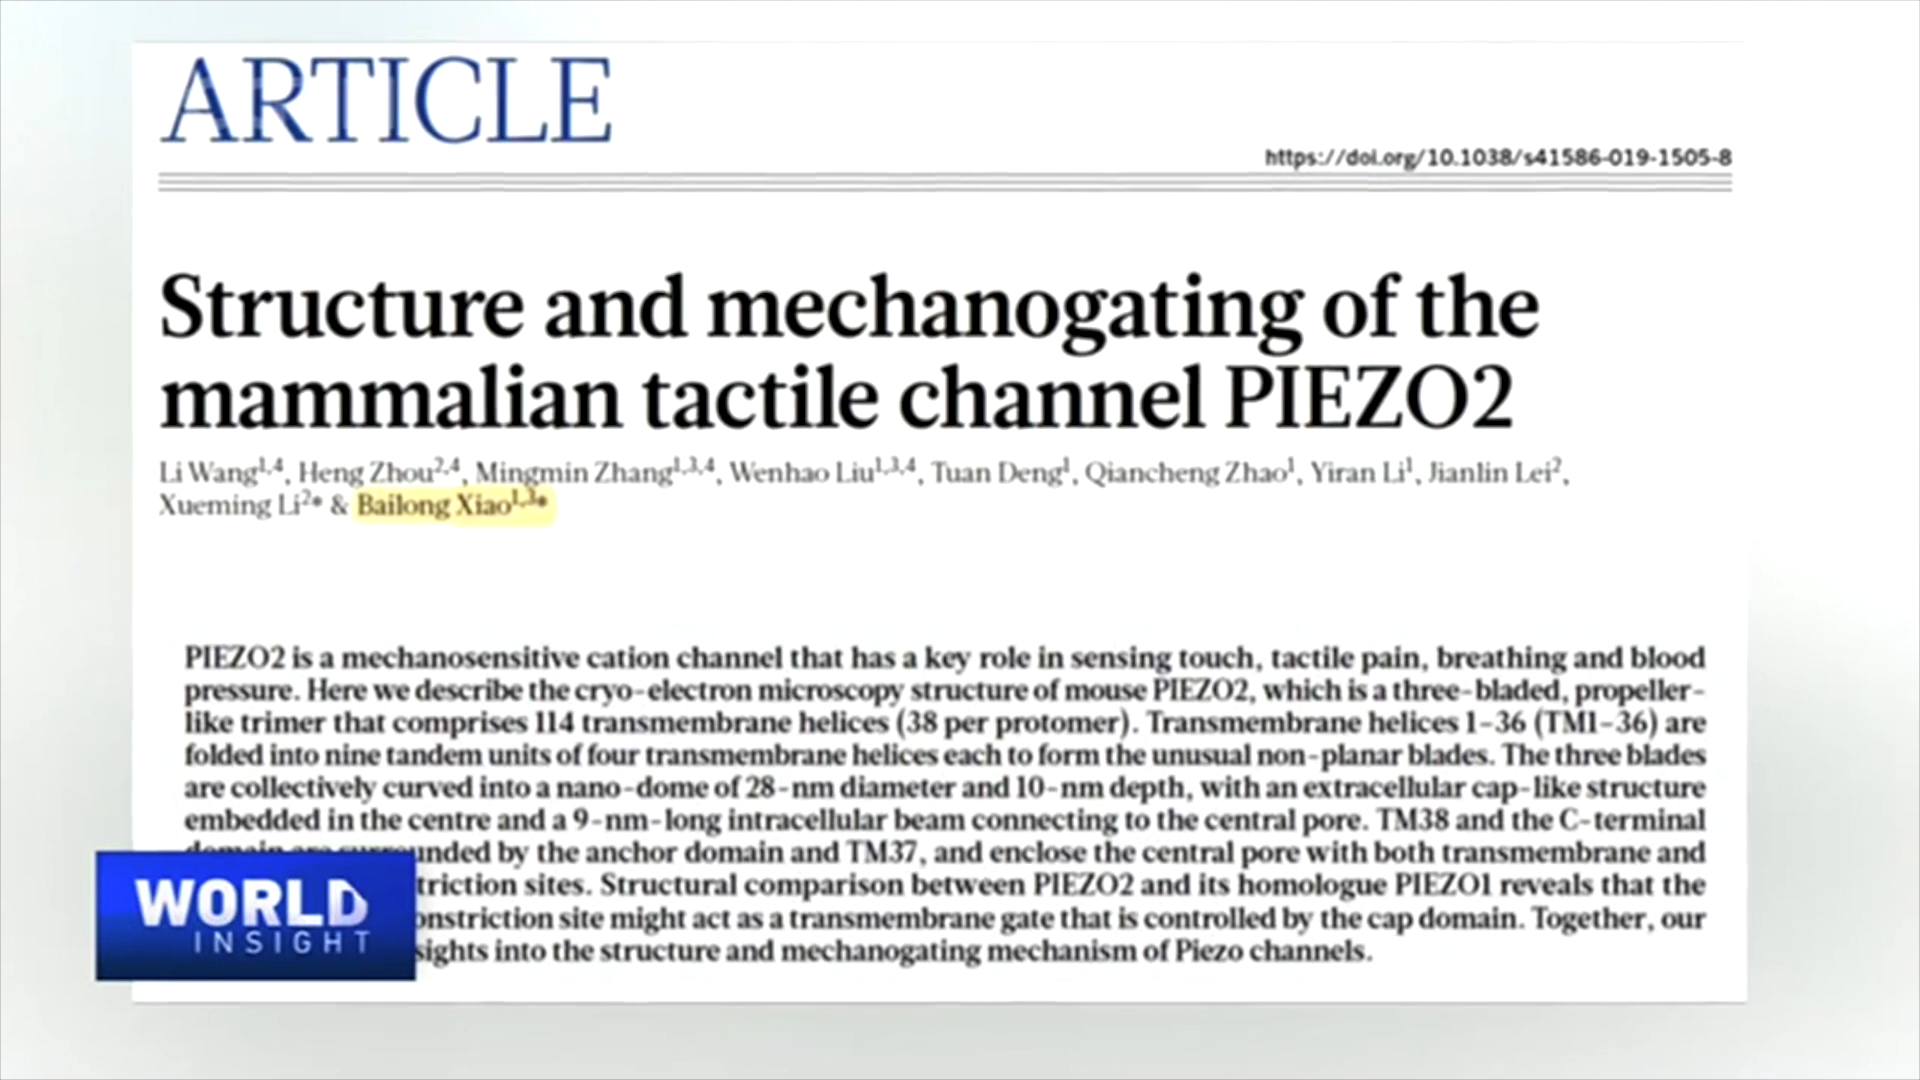 ARTICLE
https://doi.org/10.1038/s41586-019-1505-8
Structure and mechanogating of the
mammalian tactile channel PIEZO2
Li Wang1,4, Heng Zhou2,4, Mingmin Zhang1,3,4, Wenhao Liu1,3,4, Tuan Deng1, Qiancheng Zhao1, Yiran Li1, Jianlin Lei2,
Xueming Li2* & Bailong Xiao1,3*
PIEZO2 is a mechanosensitive cation channel that has a key role in sensing touch, tactile pain, breathing and blood
pressure. Here we describe the cryo-electron microscopy structure of mouse PIEZO2, which is a three-bladed, propeller-
like trimer that comprises 114 transmembrane helices (38 per protomer). Transmembrane helices 1–36 (TM1–36) are
folded into nine tandem units of four transmembrane helices each to form the unusual non-planar blades. The three blades
are collectively curved into a nano-dome of 28-nm diameter and 10-nm depth, with an extracellular cap-like structure
embedded in the centre and a 9-nm-long intracellular beam connecting to the central pore. TM38 and the C-terminal
domain are surrounded by the anchor domain and TM37, and enclose the central pore with both transmembrane and
triction sites. Structural comparison between PIEZO2 and its homologue PIEZO1 reveals that the
onstriction site might act as a transmembrane gate that is controlled by the cap domain. Together, our
sights into the structure and mechanogating mechanism of Piezo channels.
WORLD
INSIGHT